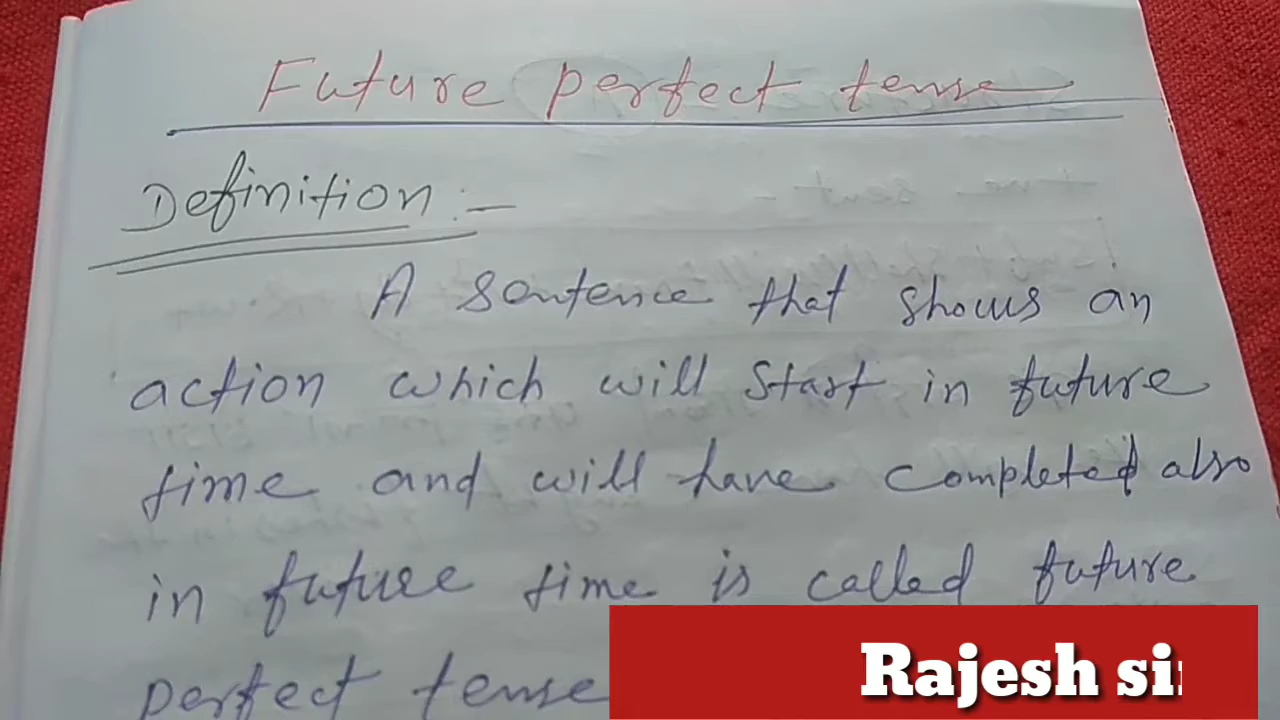 Future perfect tense
Definition :-
A sentence that shows an
action which will start in future
time and will have completed also
in future time is called future
perfect tense
Rajesh si